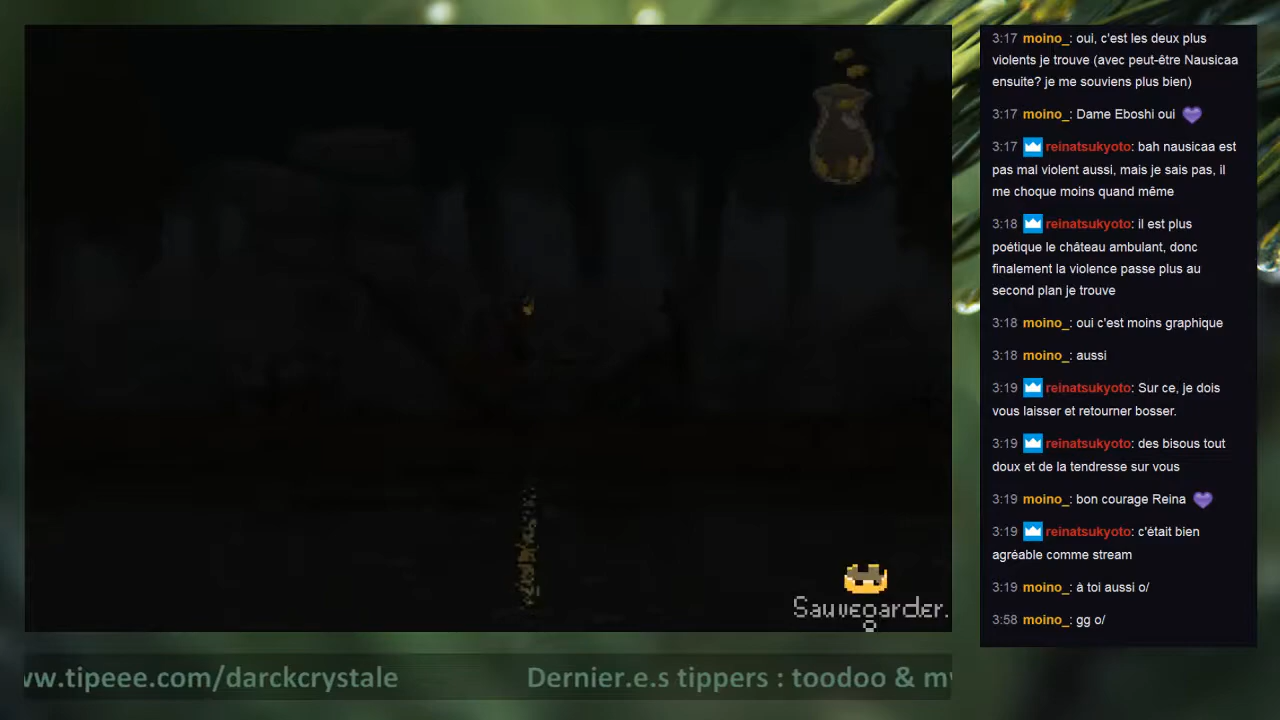 3:17 moino_: oui, c'est les deux plus
violents je trouve (avec peut-être Nausicaa
ensuite? je me souviens plus bien)
3:17 moino_: Dame Eboshi oui
3:17 reinatsukyoto: bah nausicaa est
pas mal violent aussi, mais je sais pas, il
me choque moins quand même
3:18 reinatsukyoto: il est plus
poétique le château ambulant, donc
finalement la violence passe plus au
second plan je trouve
3:18 moino_: oui c'est moins graphique
3:18 moino_: aussi
3:19 reinatsukyoto: Sur ce, je dois
vous laisser et retourner bosser.
3:19 reinatsukyoto: des bisous tout
doux et de la tendresse sur vous
3:19 moino_: bon courage Reina
3:19 reinatsukyoto: c'était bien
agréable comme stream
3:19 moino_: à toi aussi o/
3:58 moino_: gg o/
Sauvegarder.
w.tipeee.com/darckcrystale Dernier.e.s tippers : toodoo & my